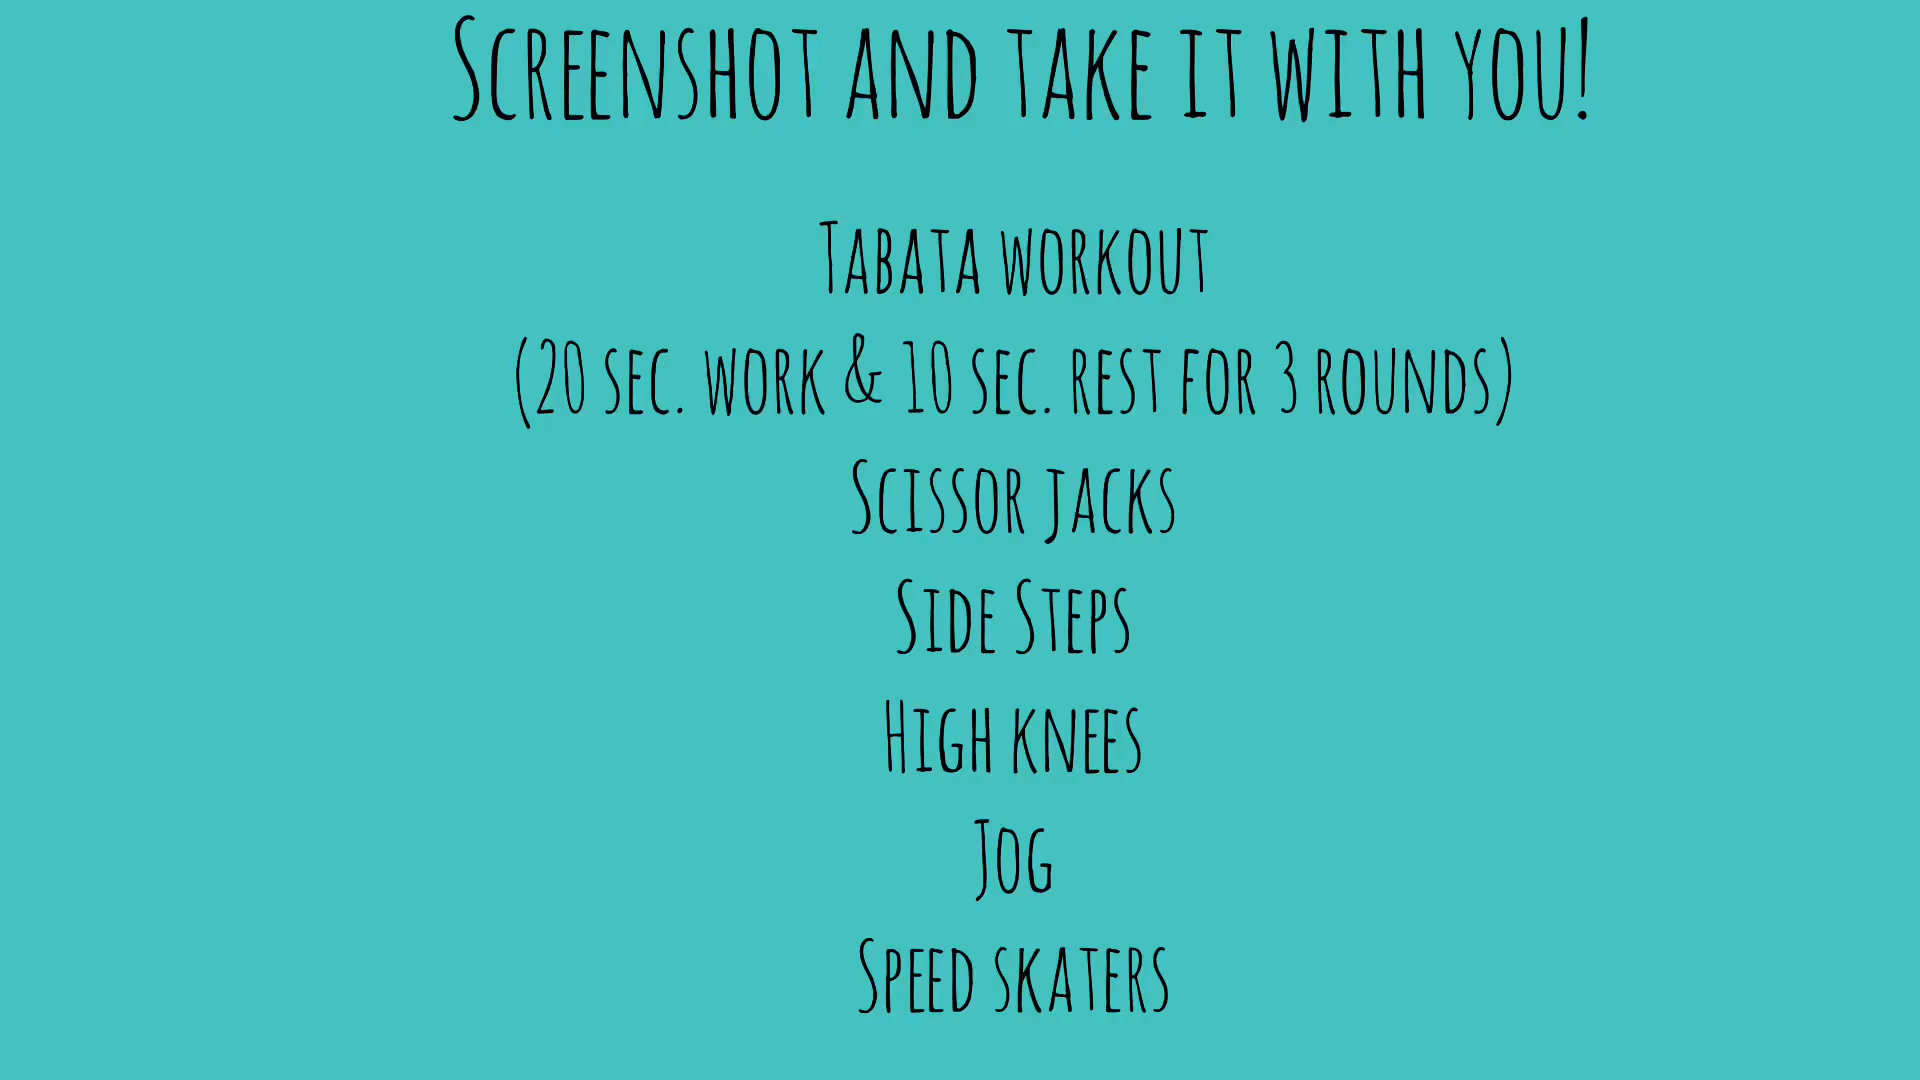 Screenshot and take it with you!
Tabata workout
(20 sec. work & 10 sec. rest for 3 rounds)
Scissor jacks
Side Steps
High knees
Jog
Speed skaters